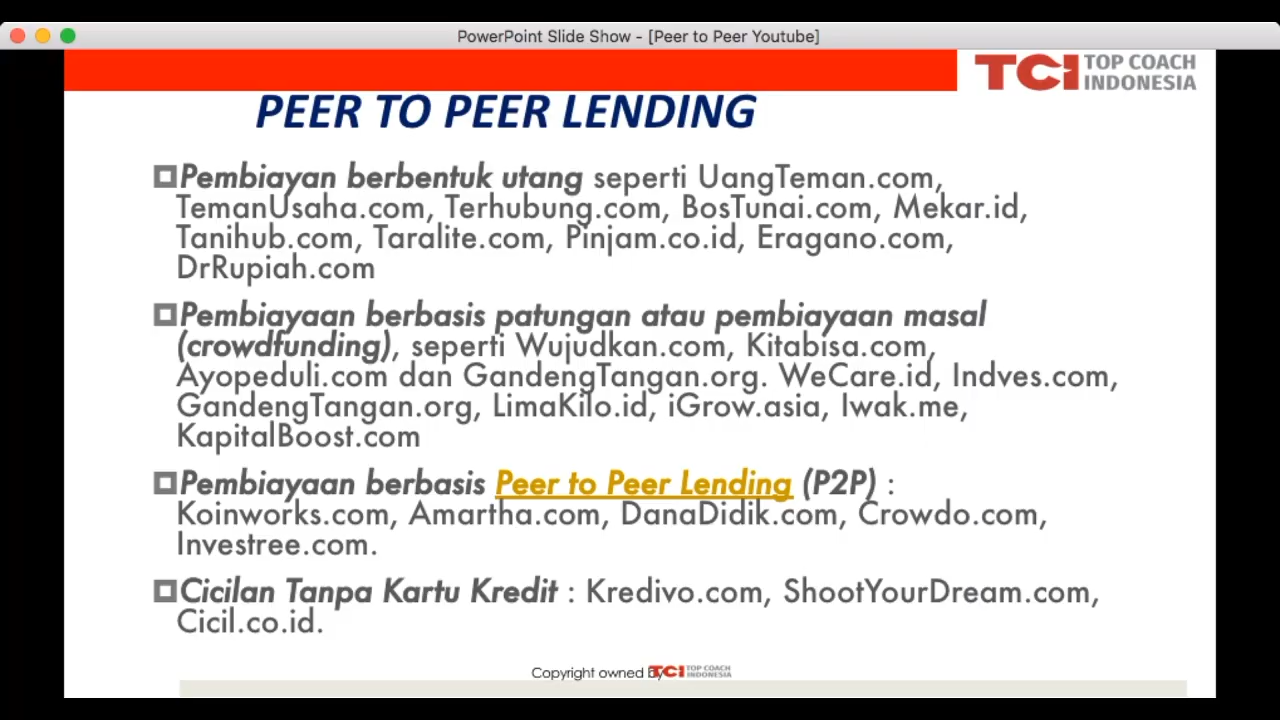 PowerPoint Slide Show - [Peer to Peer Youtube]
TCI TOP COACH
INDONESIA
PEER TO PEER LENDING
Pembiayan berbentuk utang seperti UangTeman.com,
TemanUsaha.com, Terhubung.com, BosTunai.com, Mekar.id,
Tanihub.com, Taralite.com, Pinjam.co.id, Eragano.com,
DrRupiah.com
Pembiayaan berbasis patungan atau pembiayaan masal
(crowdfunding), seperti Wujudkan.com, Kitabisa.com,
Ayopeduli.com dan GandengTangan.org. WeCare.id, Indves.com,
GandengTangan.org, LimaKilo.id, iGrow.asia, Iwak.me,
KapitalBoost.com
Pembiayaan berbasis Peer to Peer Lending (P2P) :
Koinworks.com, Amartha.com, DanaDidik.com, Crowdo.com,
Investree.com.
Cicilan Tanpa Kartu Kredit : Kredivo.com, ShootYourDream.com,
Cicil.co.id.
Copyright owned by TCI TOP COACH
INDONESIA